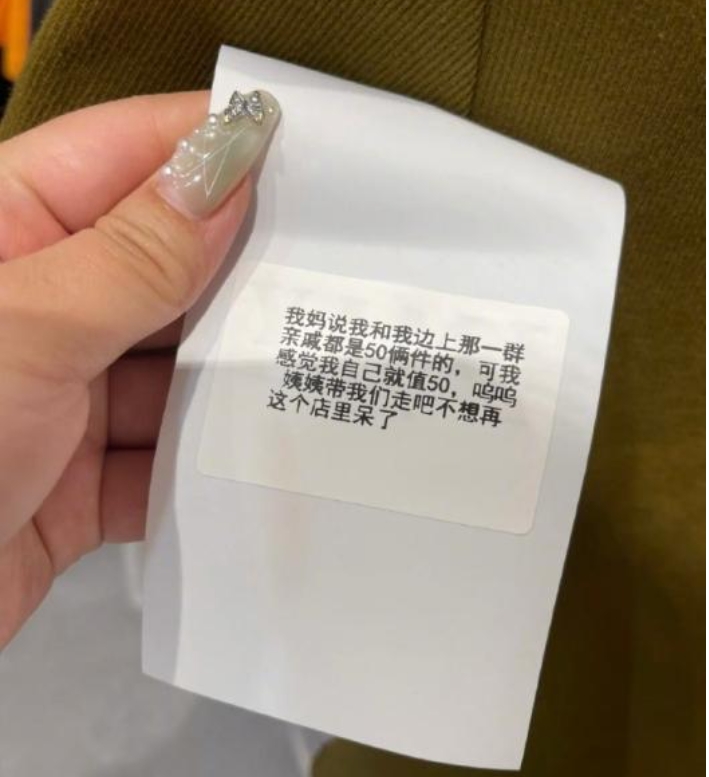 我妈说我和我边上那一群
亲戚都是50俩件的，可我
感觉我自己就值50，呜呜
姨姨带我们走吧不想再
这个店里呆了